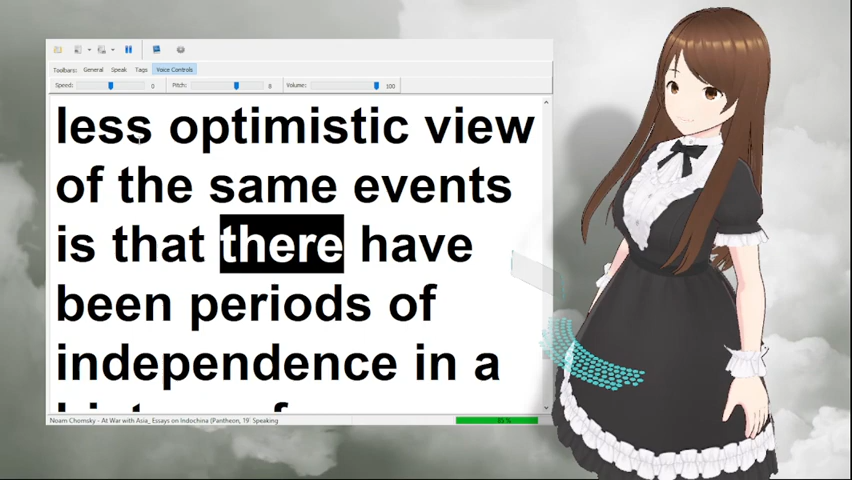 Toolbars: General Speak Tags Voice Controls
Speed: 0 Pitch: 8 Volume: 100
less optimistic view
of the same events
is that there have
been periods of
independence in a
Noam Chomsky - At War with Asia_ Essays on Indochina (Pantheon, 19 Speaking
85 %